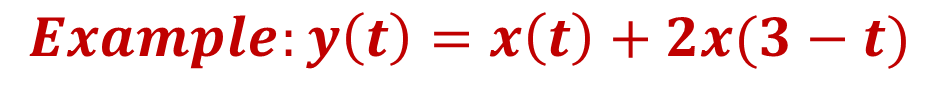 Example: y(t) = x(t) + 2x(3 − t)